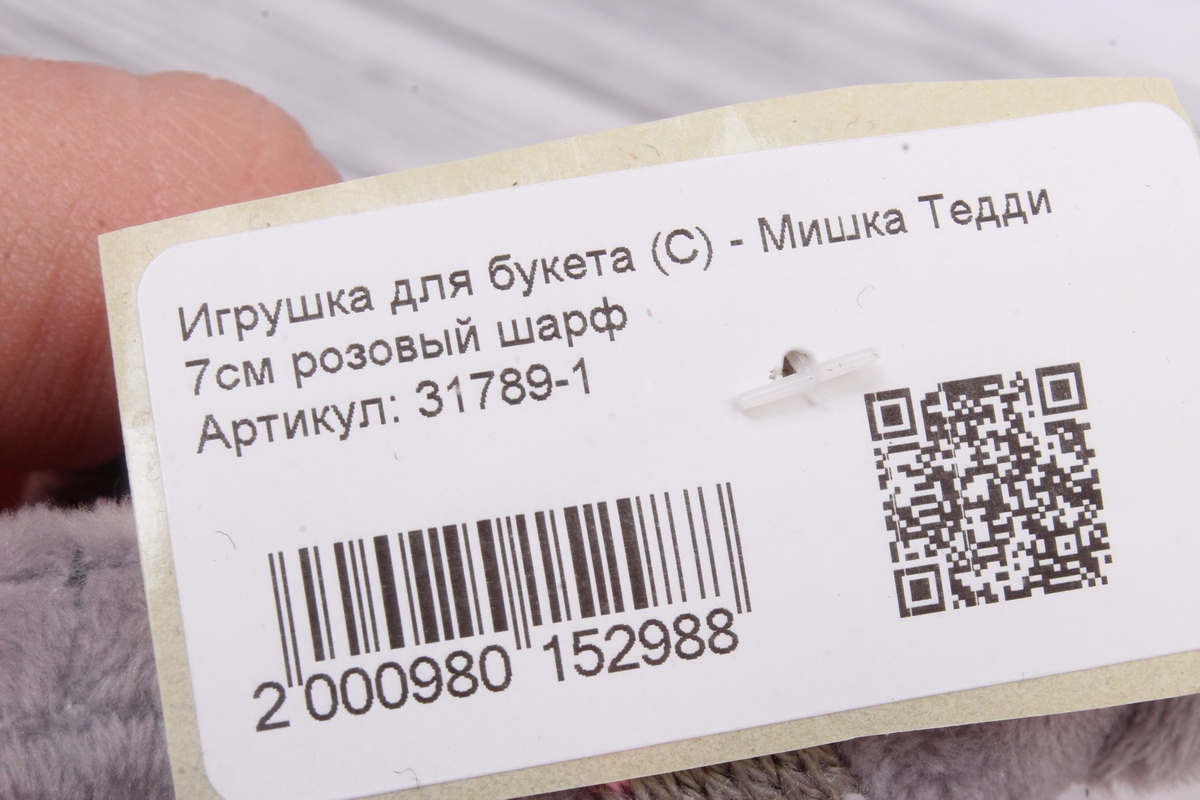 Игрушка для букета (С) - Мишка Тедди
7см розовый шарф
Артикул: 31789-1
2 000980 152988